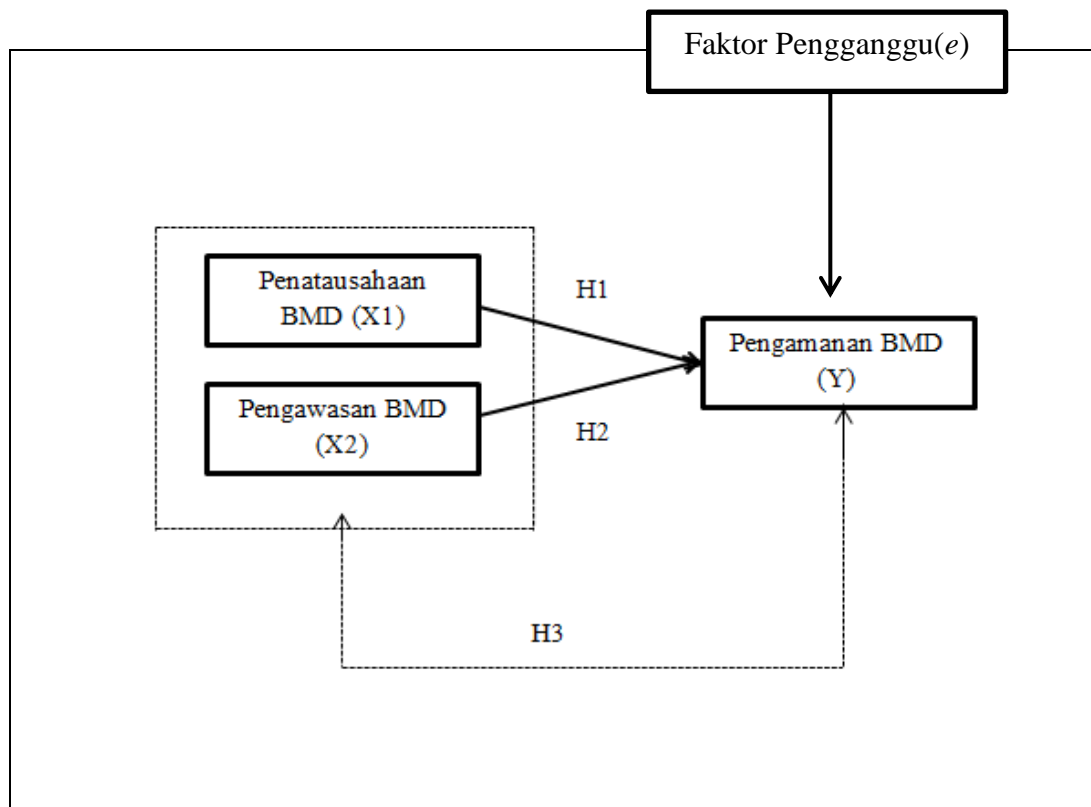 Faktor Pengganggu(e)
Penatausahaan
BMD (X1)
H1
Pengamanan BMD
(Y)
Pengawasan BMD
(X2)
H2
H3